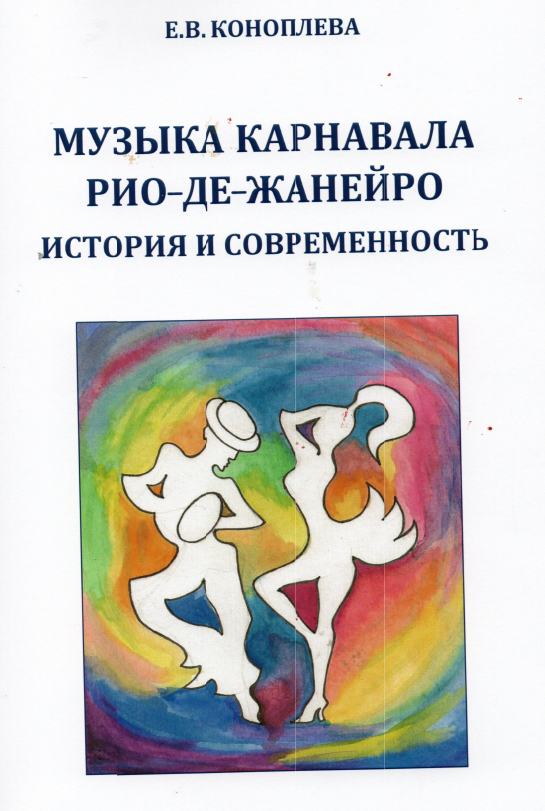 Е.В. КОНОПЛЕВА
МУЗЫКА КАРНАВАЛА
РИО–ДЕ–ЖАНЕЙРО
ИСТОРИЯ И СОВРЕМЕННОСТЬ